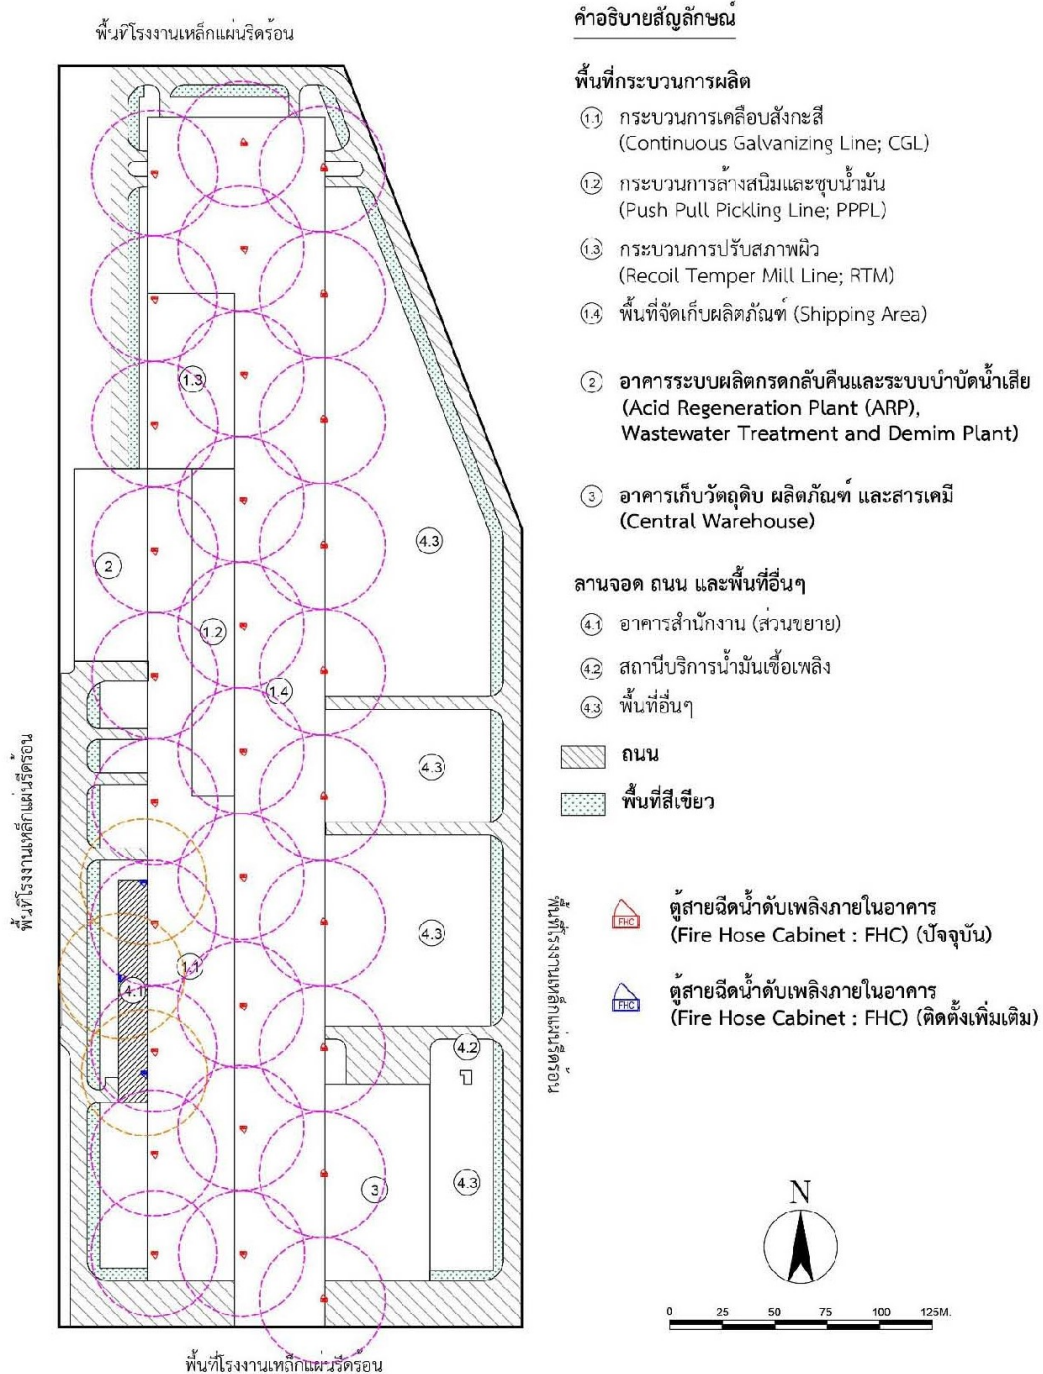 พื้นที่โรงงานเหล็กแผ่นรีดร้อน
คำอธิบายสัญลักษณ์
พื้นที่กระบวนการผลิต
1.1 กระบวนการเคลือบสังกะสี
(Continuous Galvanizing Line; CGL)
1.2 กระบวนการล้างสนิมและชุบน้ำมัน
(Push Pull Pickling Line; PPPL)
1.3 กระบวนการปรับสภาพผิว
(Recoil Temper Mill Line; RTM)
1.4 พื้นที่จัดเก็บผลิตภัณฑ์ (Shipping Area)
2 อาคารระบบผลิตกรดกลับคืนและระบบบำบัดน้ำเสีย
(Acid Regeneration Plant (ARP),
Wastewater Treatment and Demim Plant)
3 อาคารเก็บวัตถุดิบ ผลิตภัณฑ์ และสารเคมี
(Central Warehouse)
ลานจอด ถนน และพื้นที่อื่นๆ
4.1 อาคารสำนักงาน (ส่วนขยาย)
4.2 สถานีบริการน้ำมันเชื้อเพลิง
4.3 พื้นที่อื่นๆ
ถนน
พื้นที่สีเขียว
FHC ตู้สายฉีดน้ำดับเพลิงภายในอาคาร
(Fire Hose Cabinet : FHC) (ปัจจุบัน)
FHC ตู้สายฉีดน้ำดับเพลิงภายในอาคาร
(Fire Hose Cabinet : FHC) (ติดตั้งเพิ่มเติม)
1.3
4.3
2
1.2
1.4
4.3
4.3
1.1
4.1
4.2
4.3
3
พื้นที่โรงงานเหล็กแผ่นรีดร้อน
พื้นที่โรงงานเหล็กแผ่นรีดร้อน
N
0 25 50 75 100 125M.
พื้นที่โรงงานเหล็กแผ่นรีดร้อน